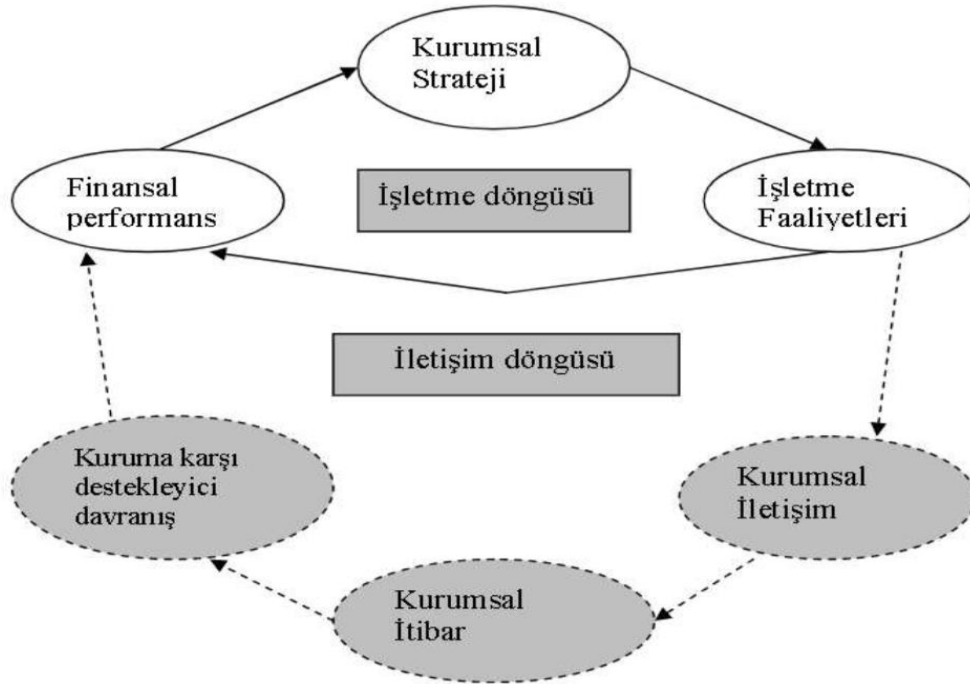 Kurumsal
Strateji
Finansal
performans
İşletme döngüsü
İşletme
Faaliyetleri
İletişim döngüsü
Kuruma karşı
destekleyici
davranış
Kurumsal
İletişim
Kurumsal
İtibar